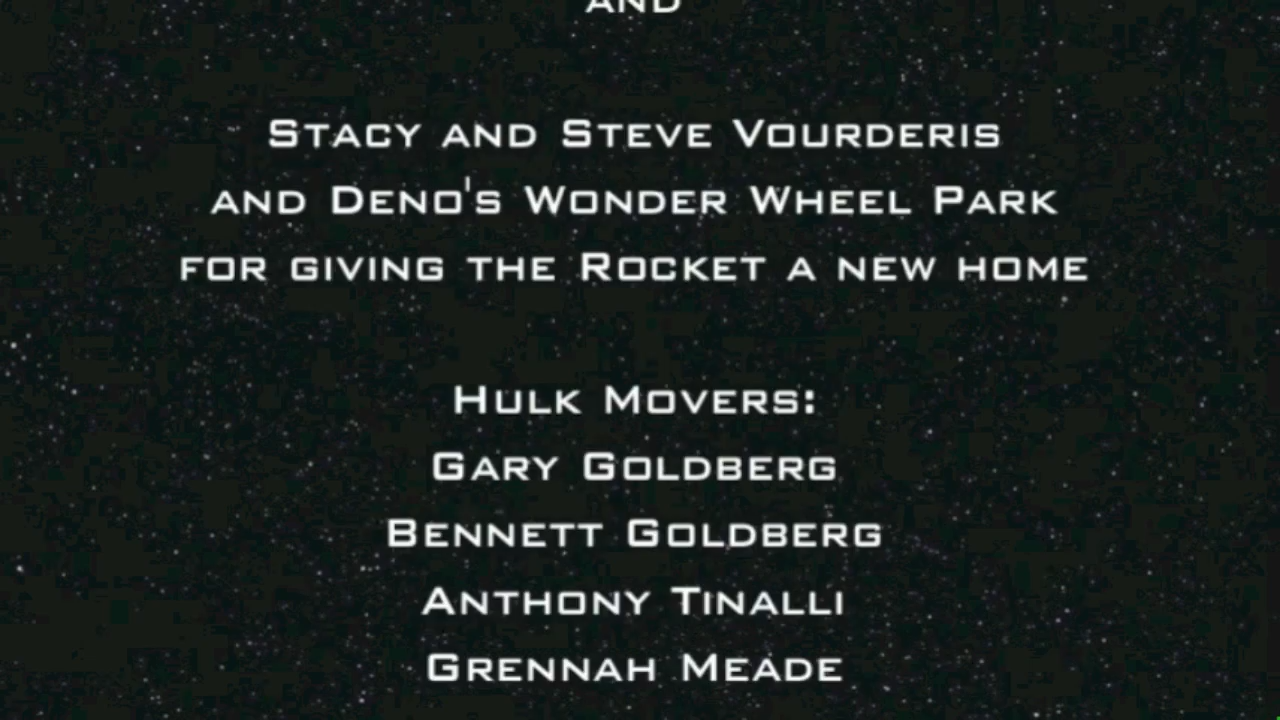 AND
STACY AND STEVE VOURDERIS
AND DENO'S WONDER WHEEL PARK
FOR GIVING THE ROCKET A NEW HOME
HULK MOVERS:
GARY GOLDBERG
BENNETT GOLDBERG
ANTHONY TINALLI
GRENNAH MEADE